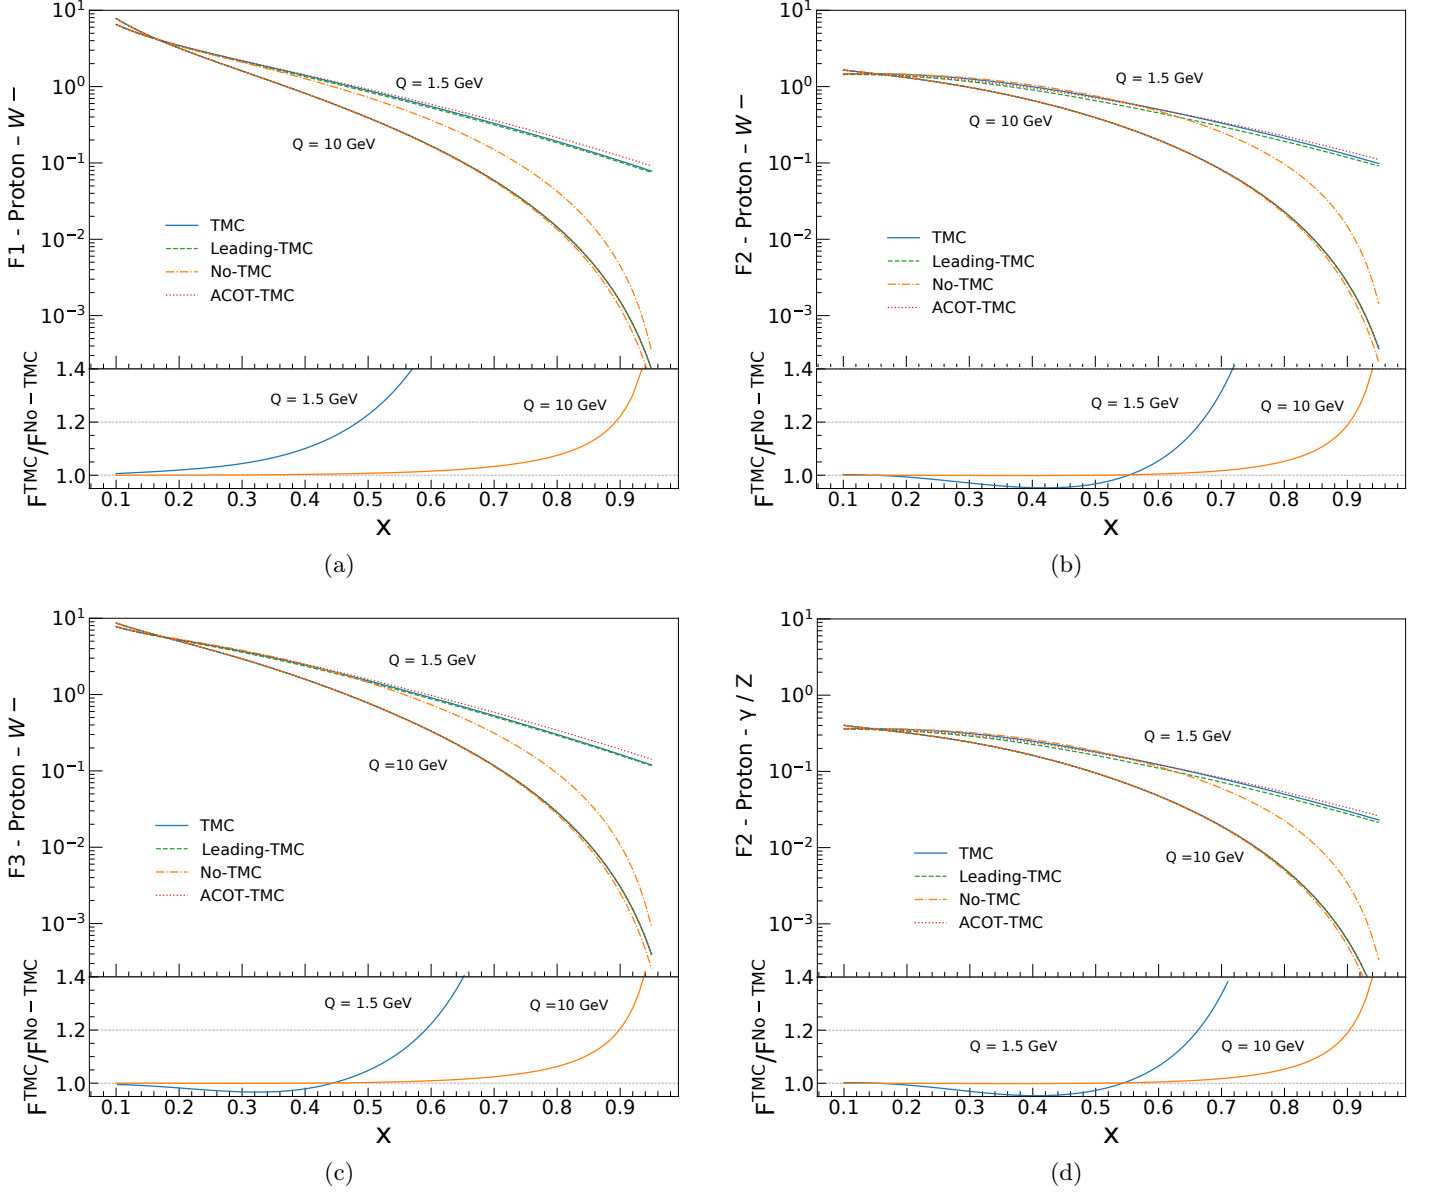 10^1
10^0
10^−1
10^−2
10^−3
F1 - Proton – W −
Q = 1.5 GeV
Q = 10 GeV
TMC
Leading-TMC
No-TMC
ACOT-TMC
1.4
1.2
1.0
F^TMC/F^No − TMC
Q = 1.5 GeV
Q = 10 GeV
0.1 0.2 0.3 0.4 0.5 0.6 0.7 0.8 0.9
x
(a)
10^1
10^0
10^−1
10^−2
10^−3
F2 - Proton – W −
Q = 1.5 GeV
Q = 10 GeV
TMC
Leading-TMC
No-TMC
ACOT-TMC
1.4
1.2
1.0
F^TMC/F^No − TMC
Q = 1.5 GeV
Q = 10 GeV
0.1 0.2 0.3 0.4 0.5 0.6 0.7 0.8 0.9
x
(b)
10^1
10^0
10^−1
10^−2
10^−3
F3 - Proton – W −
Q = 1.5 GeV
Q =10 GeV
TMC
Leading-TMC
No-TMC
ACOT-TMC
1.4
1.2
1.0
F^TMC/F^No − TMC
Q = 1.5 GeV
Q =10 GeV
0.1 0.2 0.3 0.4 0.5 0.6 0.7 0.8 0.9
x
(c)
10^1
10^0
10^−1
10^−2
10^−3
F2 - Proton - γ / Z
Q = 1.5 GeV
Q =10 GeV
TMC
Leading-TMC
No-TMC
ACOT-TMC
1.4
1.2
1.0
F^TMC/F^No − TMC
Q = 1.5 GeV
Q = 10 GeV
0.1 0.2 0.3 0.4 0.5 0.6 0.7 0.8 0.9
x
(d)